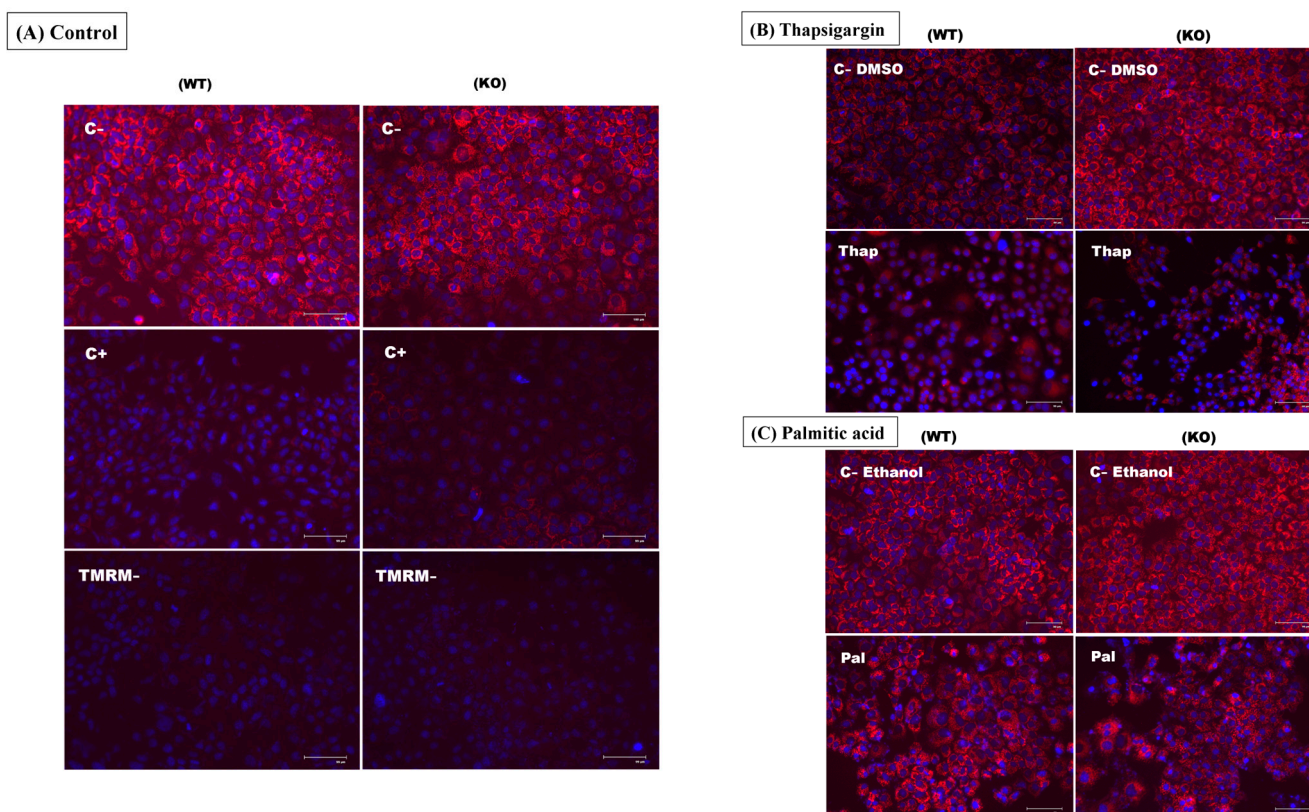 (A) Control
(WT)
(KO)
C-
C-
C+
C+
TMRM-
TMRM-
(B) Thapsigargin
(WT)
(KO)
C- DMSO
C- DMSO
Thap
Thap
(C) Palmitic acid
(WT)
(KO)
C- Ethanol
C- Ethanol
Pal
Pal